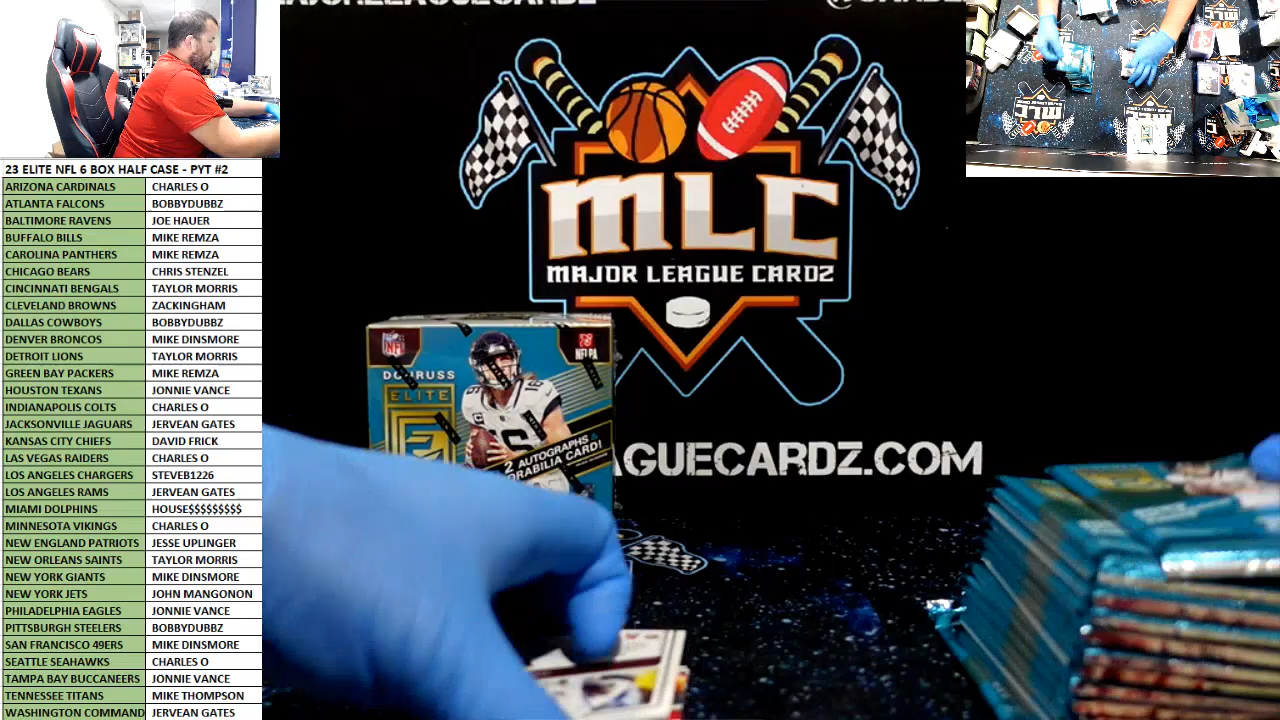 23 ELITE NFL 6 BOX HALF CASE - PYT #2
ARIZONA CARDINALS CHARLES O
ATLANTA FALCONS BOBBYDUBBZ
BALTIMORE RAVENS JOE HAUER
BUFFALO BILLS MIKE REMZA
CAROLINA PANTHERS MIKE REMZA
CHICAGO BEARS CHRIS STENZEL
CINCINNATI BENGALS TAYLOR MORRIS
CLEVELAND BROWNS ZACKINGHAM
DALLAS COWBOYS BOBBYDUBBZ
DENVER BRONCOS MIKE DINSMORE
DETROIT LIONS TAYLOR MORRIS
GREEN BAY PACKERS MIKE REMZA
HOUSTON TEXANS JONNIE VANCE
INDIANAPOLIS COLTS CHARLES O
JACKSONVILLE JAGUARS JERVEAN GATES
KANSAS CITY CHIEFS DAVID FRICK
LAS VEGAS RAIDERS CHARLES O
LOS ANGELES CHARGERS STEVEB1226
LOS ANGELES RAMS JERVEAN GATES
MIAMI DOLPHINS HOUSE$$$$$$$$$
MINNESOTA VIKINGS CHARLES O
NEW ENGLAND PATRIOTS JESSE UPLINGER
NEW ORLEANS SAINTS TAYLOR MORRIS
NEW YORK GIANTS MIKE DINSMORE
NEW YORK JETS JOHN MANGONON
PHILADELPHIA EAGLES JONNIE VANCE
PITTSBURGH STEELERS BOBBYDUBBZ
SAN FRANCISCO 49ERS MIKE DINSMORE
SEATTLE SEAHAWKS CHARLES O
TAMPA BAY BUCCANEERS JONNIE VANCE
TENNESSEE TITANS MIKE THOMPSON
WASHINGTON COMMAND JERVEAN GATES
MLC
MAJOR LEAGUE CARDZ
AGUECARDZ.COM
NFL
NFLPA
DONRUSS
ELITE
16
2 AUTOGRAPHS &
ORABILIA CARD!
MLC
MLC